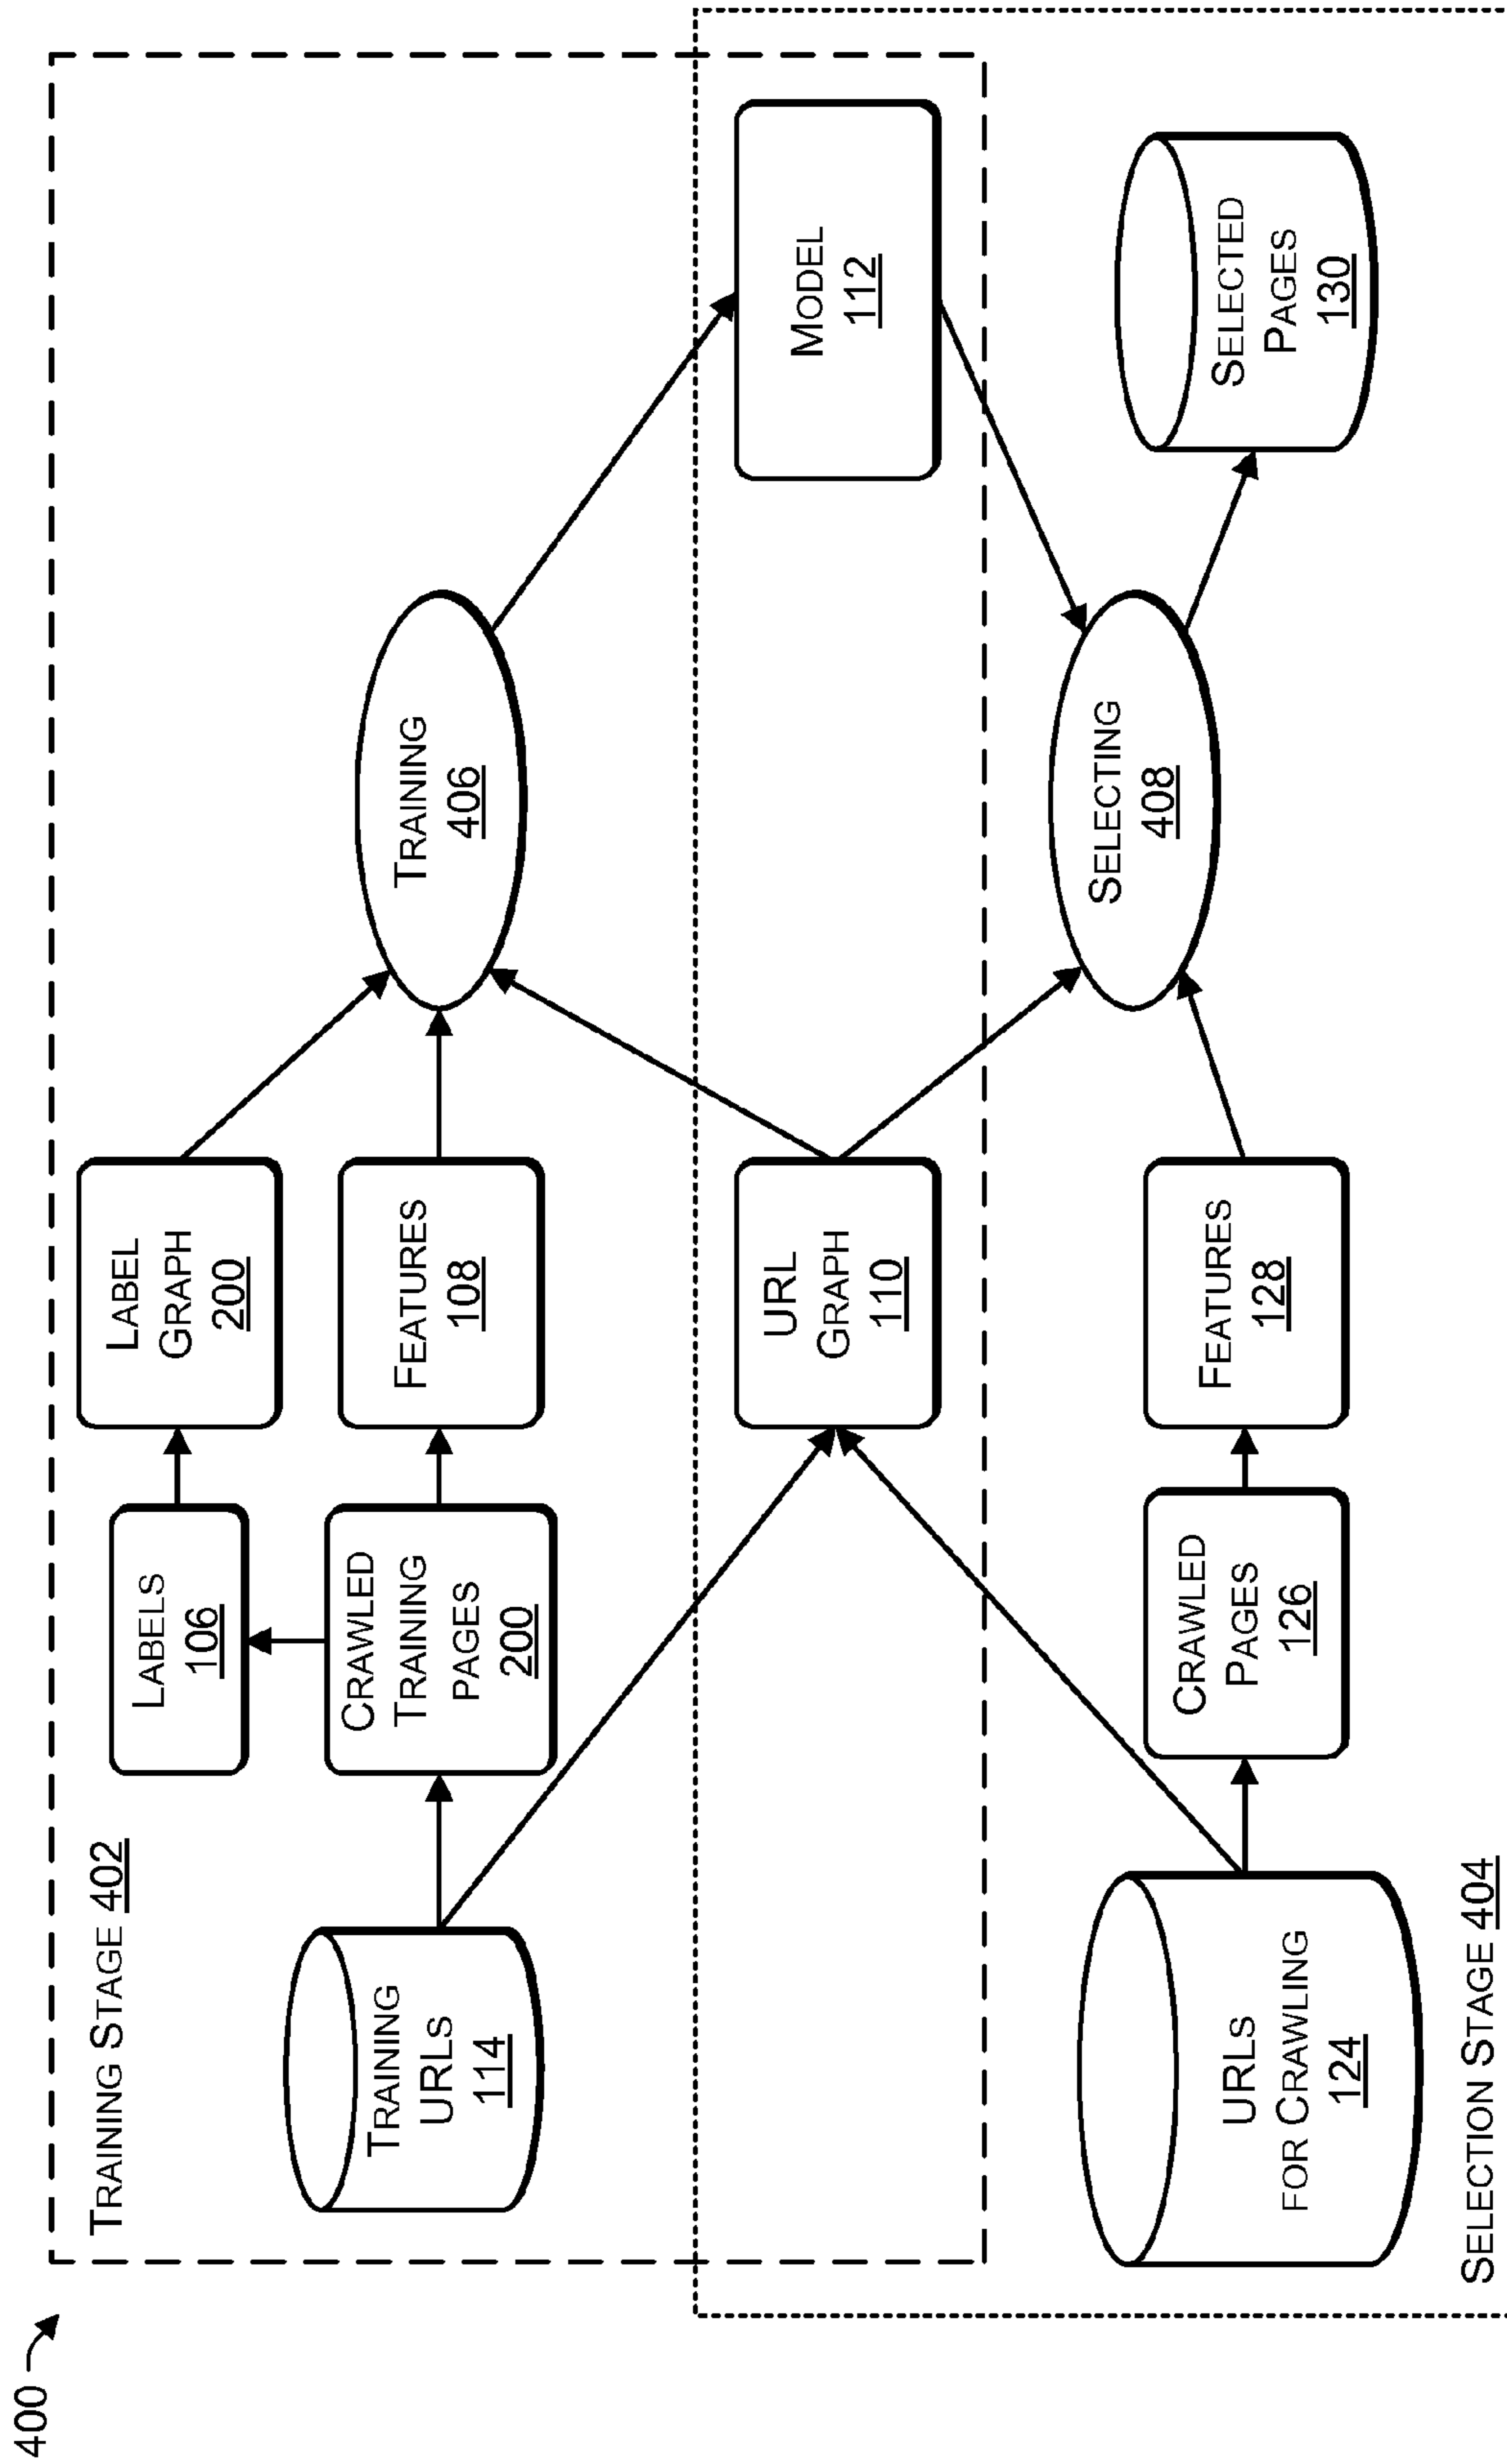 400
TRAINING STAGE 402
TRAINING
URLS
114
LABELS
106
CRAWLED
TRAINING
PAGES
200
LABEL
GRAPH
200
FEATURES
108
TRAINING
406
URL
GRAPH
110
MODEL
112
URLS
FOR CRAWLING
124
CRAWLED
PAGES
126
FEATURES
128
SELECTING
408
SELECTED
PAGES
130
SELECTION STAGE 404